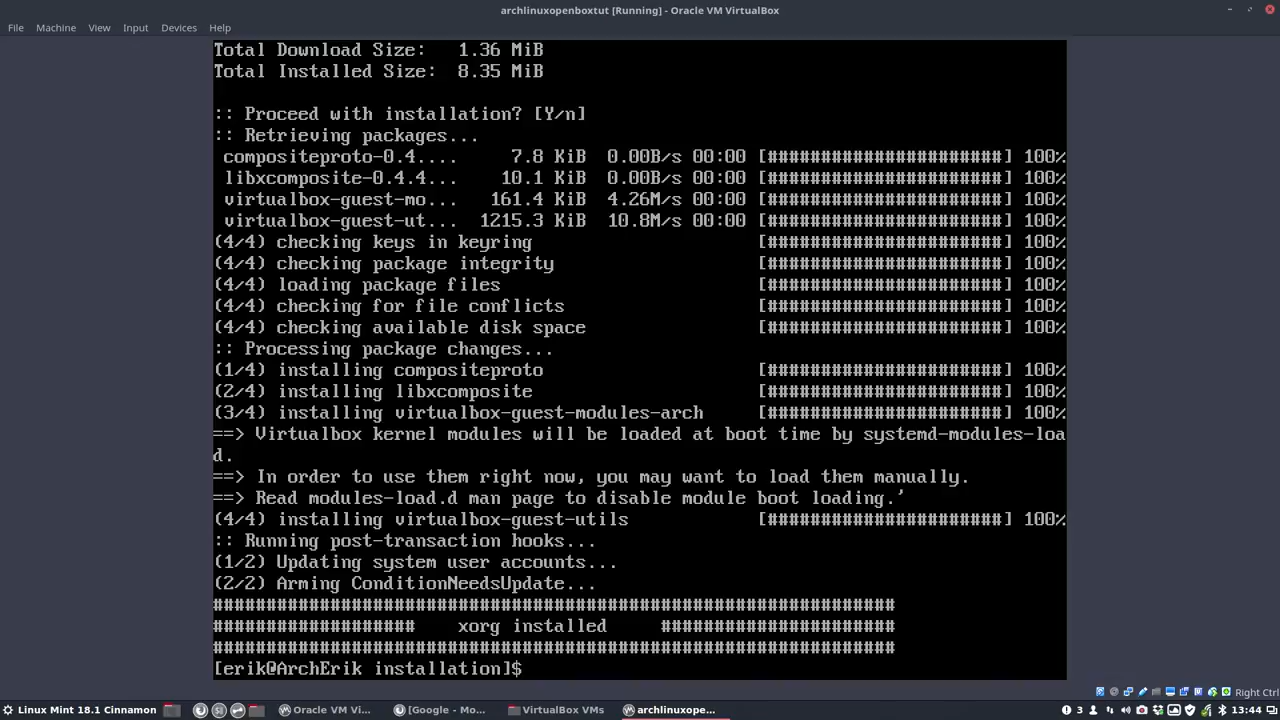 archlinuxopenboxtut [Running] - Oracle VM VirtualBox
File Machine View Input Devices Help
Total Download Size: 1.36 MiB
Total Installed Size: 8.35 MiB
:: Proceed with installation? [Y/n]
:: Retrieving packages...
compositeproto-0.4.... 7.8 KiB 0.00B/s 00:00 [######################] 100%
libxcomposite-0.4.4... 10.1 KiB 0.00B/s 00:00 [######################] 100%
virtualbox-guest-mo... 161.4 KiB 4.26M/s 00:00 [######################] 100%
virtualbox-guest-ut... 1215.3 KiB 10.8M/s 00:00 [######################] 100%
(4/4) checking keys in keyring [######################] 100%
(4/4) checking package integrity [######################] 100%
(4/4) loading package files [######################] 100%
(4/4) checking for file conflicts [######################] 100%
(4/4) checking available disk space [######################] 100%
:: Processing package changes...
(1/4) installing compositeproto [######################] 100%
(2/4) installing libxcomposite [######################] 100%
(3/4) installing virtualbox-guest-modules-arch [######################] 100%
==> Virtualbox kernel modules will be loaded at boot time by systemd-modules-loa
d.
==> In order to use them right now, you may want to load them manually.
==> Read modules-load.d man page to disable module boot loading.'
(4/4) installing virtualbox-guest-utils [######################] 100%
:: Running post-transaction hooks...
(1/2) Updating system user accounts...
(2/2) Arming ConditionNeedsUpdate...
################################################################
################### xorg installed ######################
################################################################
[erik@ArchErik installation]$
Right Ctrl
Linux Mint 18.1 Cinnamon Oracle VM Vi... [Google - Mo... VirtualBox VMs archlinuxope... 3 13:44